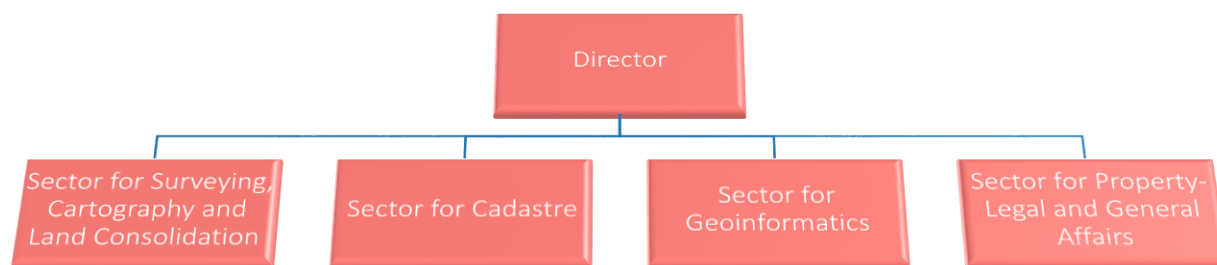 Director
Sector for Surveying,
Cartography and
Land Consolidation
Sector for Cadastre
Sector for
Geoinformatics
Sector for Property-
Legal and General
Affairs